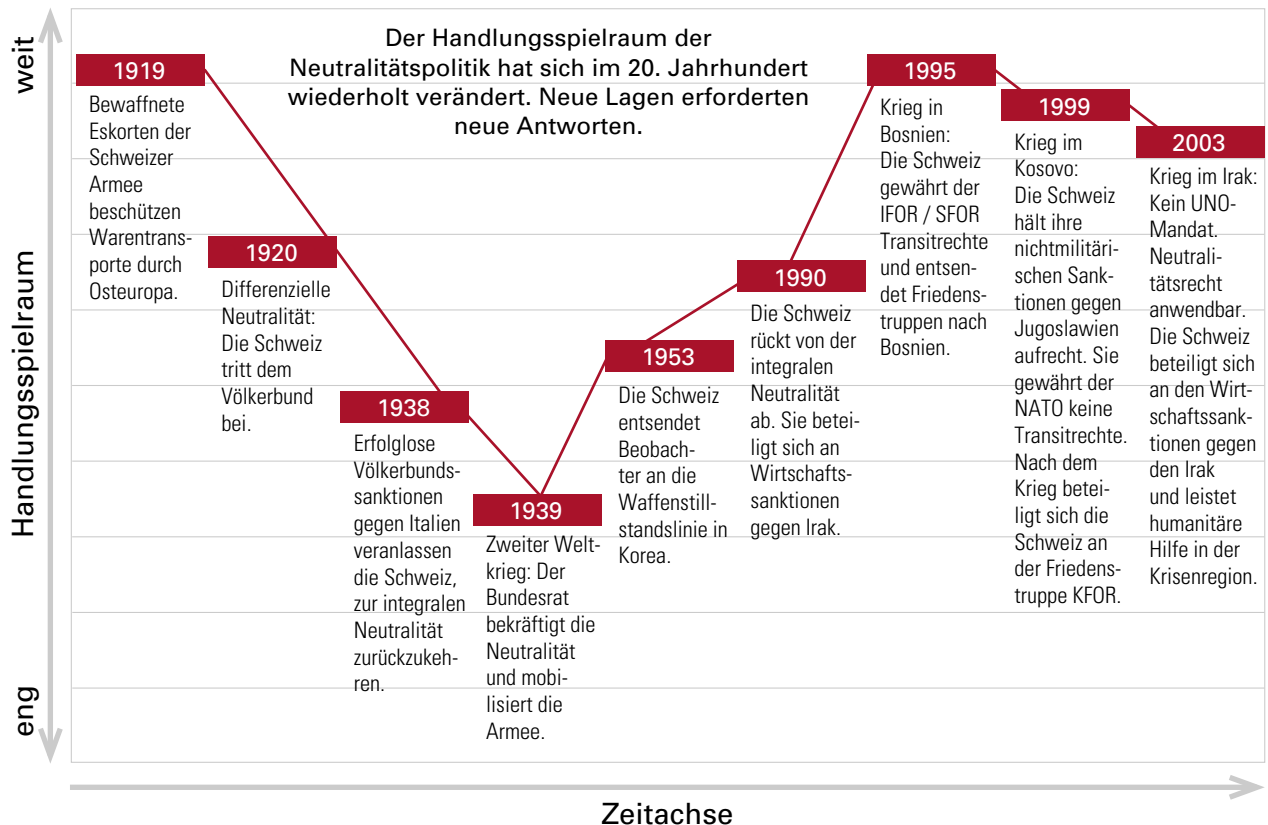 Der Handlungsspielraum der
Neutralitätspolitik hat sich im 20. Jahrhundert
wiederholt verändert. Neue Lagen erforderten
neue Antworten.
weit
Handlungsspielraum
eng
1919
Bewaffnete
Eskorten der
Schweizer
Armee
beschützen
Warentrans-
porte durch
Osteuropa.
1920
Differenzielle
Neutralität:
Die Schweiz
tritt dem
Völkerbund
bei.
1938
Erfolglose
Völkerbunds-
sanktionen
gegen Italien
veranlassen
die Schweiz,
zur integralen
Neutralität
zurückzukeh-
ren.
1939
Zweiter Welt-
krieg: Der
Bundesrat
bekräftigt die
Neutralität
und mobi-
lisiert die
Armee.
1953
Die Schweiz
entsendet
Beobach-
ter an die
Waffenstill-
standslinie in
Korea.
1990
Die Schweiz
rückt von der
integralen
Neutralität
ab. Sie betei-
ligt sich an
Wirtschafts-
sanktionen
gegen Irak.
1995
Krieg in
Bosnien:
Die Schweiz
gewährt der
IFOR / SFOR
Transitrechte
und entsen-
det Friedens-
truppen nach
Bosnien.
1999
Krieg im
Kosovo:
Die Schweiz
hält ihre
nichtmilitäri-
schen Sank-
tionen gegen
Jugoslawien
aufrecht. Sie
gewährt der
NATO keine
Transitrechte.
Nach dem
Krieg betei-
ligt sich die
Schweiz an
der Friedens-
truppe KFOR.
2003
Krieg im Irak:
Kein UNO-
Mandat.
Neutrali-
tätsrecht
anwendbar.
Die Schweiz
beteiligt sich
an den Wirt-
schaftssank-
tionen gegen
den Irak
und leistet
humanitäre
Hilfe in der
Krisenregion.
Zeitachse